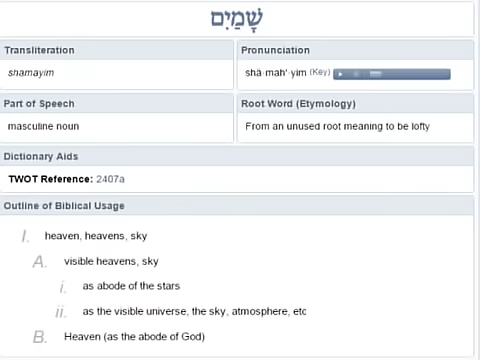 שָׁמַיִם
Transliteration
Pronunciation
shamayim
shä·mah'·yim (Key)
Part of Speech
Root Word (Etymology)
masculine noun
From an unused root meaning to be lofty
Dictionary Aids
TWOT Reference: 2407a
Outline of Biblical Usage
I. heaven, heavens, sky
A. visible heavens, sky
i. as abode of the stars
ii. as the visible universe, the sky, atmosphere, etc
B. Heaven (as the abode of God)